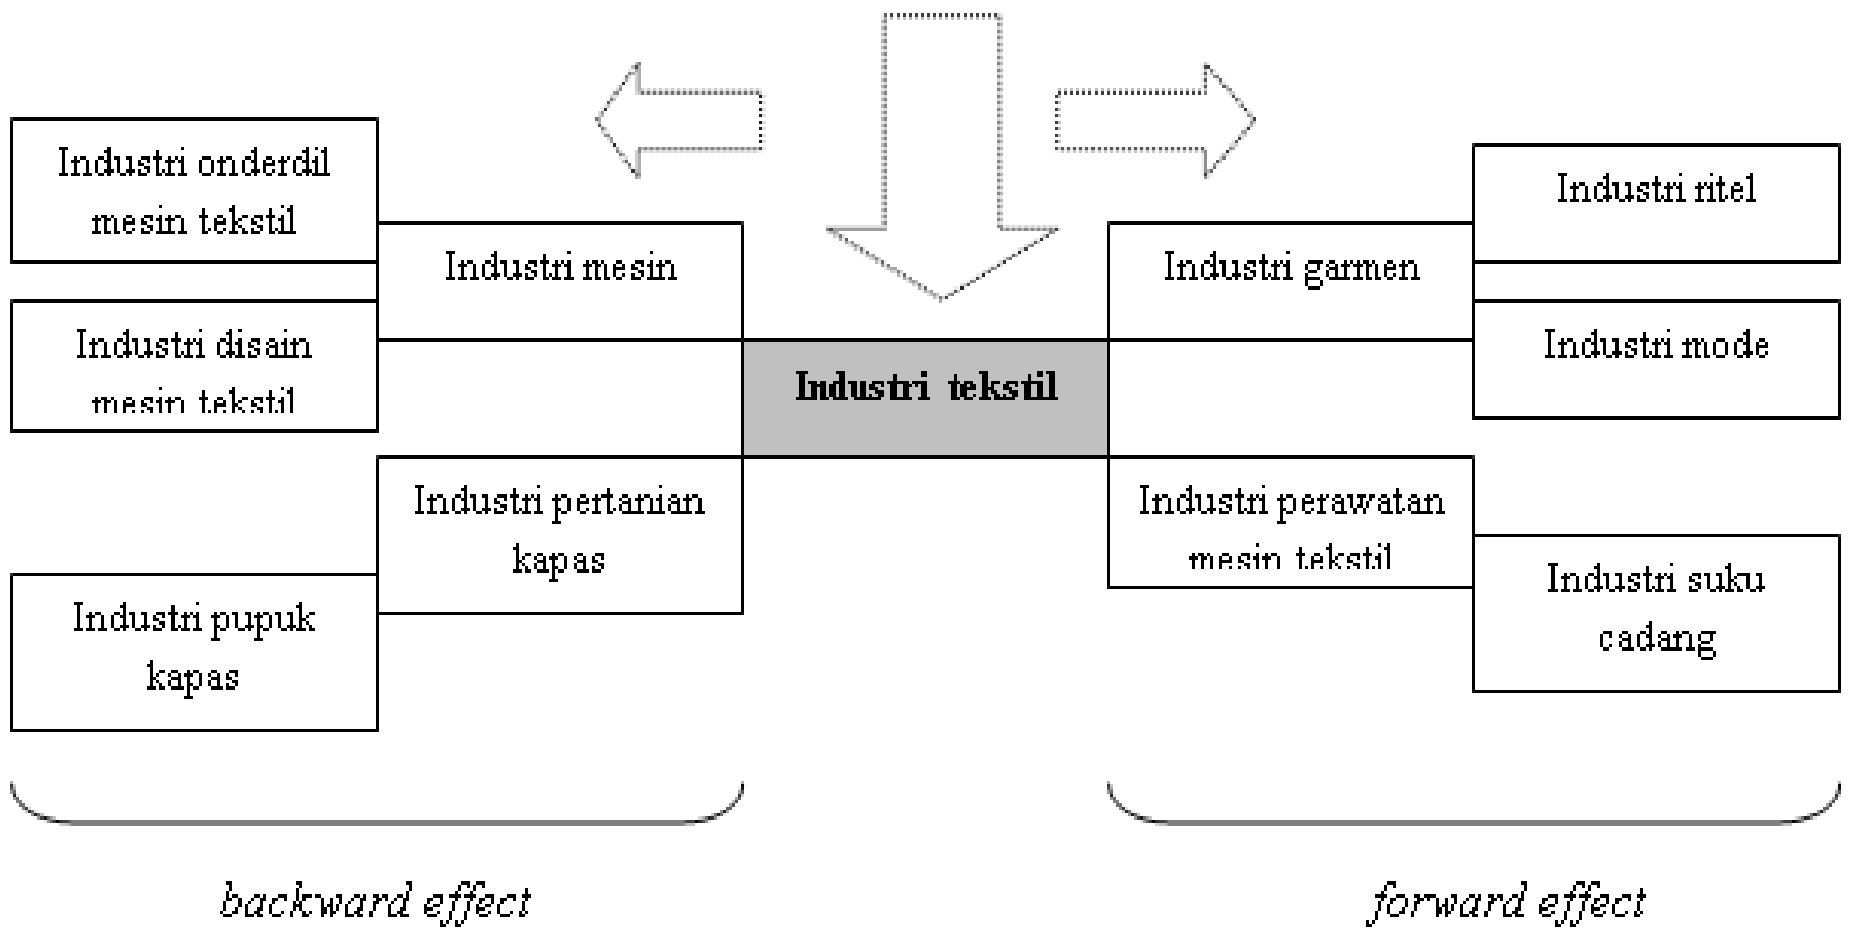 Industri onderdil
mesin tekstil
Industri mesin
Industri disain
mesin tekstil
Industri pertanian
kapas
Industri pupuk
kapas
Industri tekstil
Industri garmen
Industri ritel
Industri mode
Industri perawatan
mesin tekstil
Industri suku
cadang
backward effect
forward effect